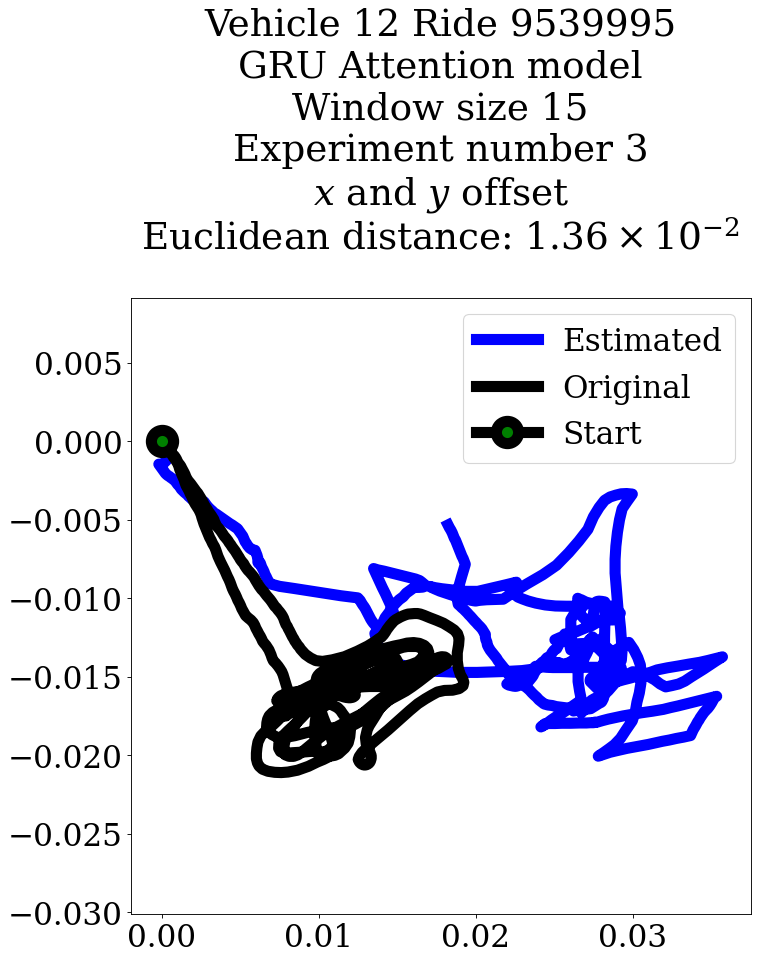 Vehicle 12 Ride 9539995
GRU Attention model
Window size 15
Experiment number 3
x and y offset
Euclidean distance: 1.36 × 10⁻²
Estimated
Original
Start
0.005
0.000
−0.005
−0.010
−0.015
−0.020
−0.025
−0.030
0.00 0.01 0.02 0.03